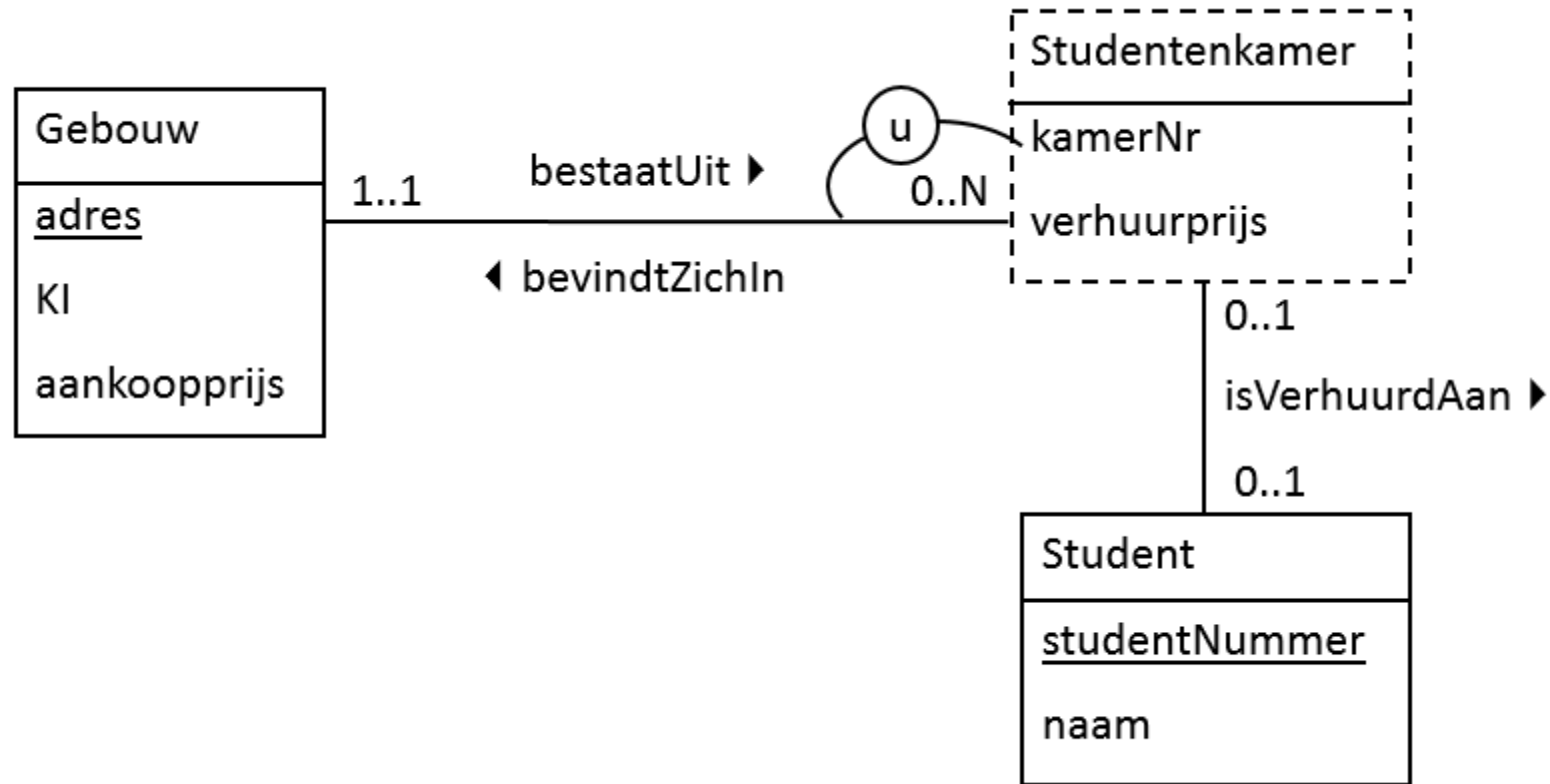 Studentenkamer
kamerNr
verhuurprijs
Gebouw
adres
KI
aankoopprijs
1..1
bestaatUit ▶
u
0..N
◀ bevindtZichIn
0..1
isVerhuurdAan ▶
0..1
Student
studentNummer
naam